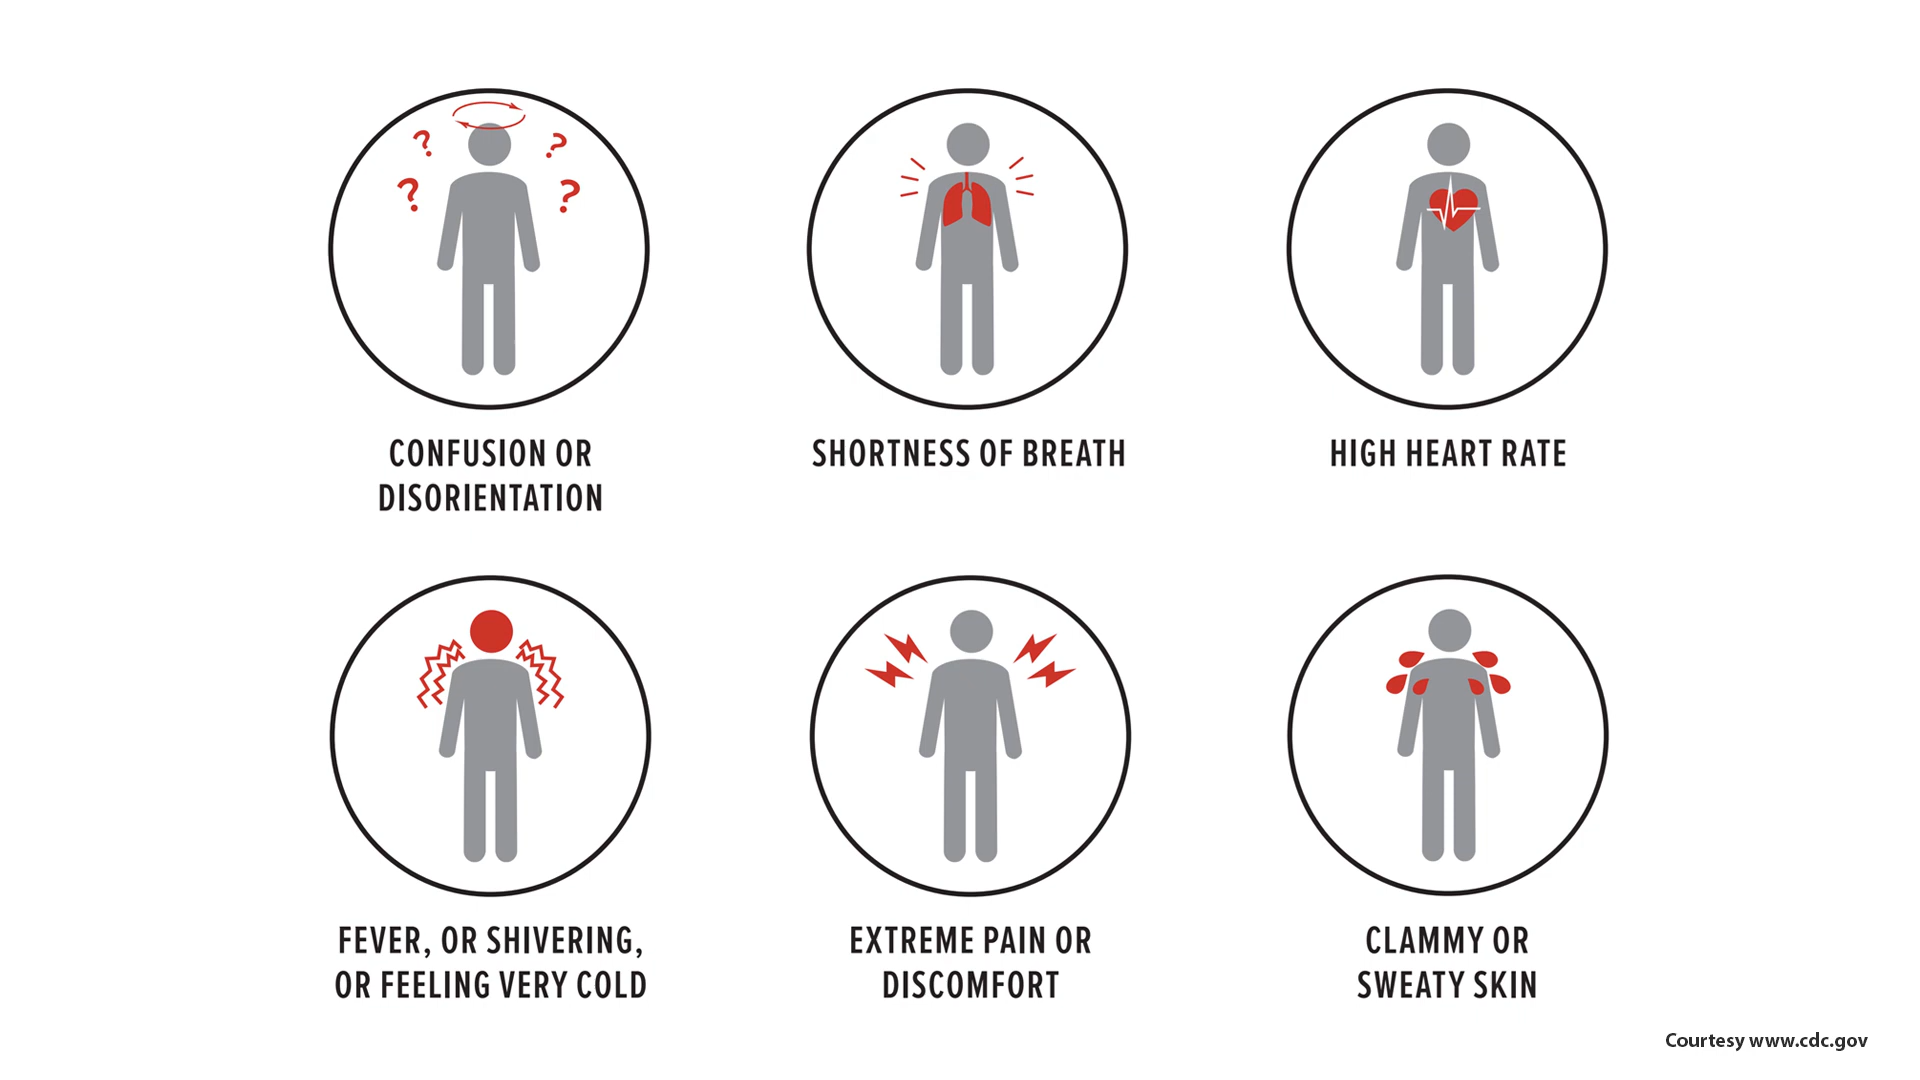 ? ? ? ?
CONFUSION OR
DISORIENTATION
SHORTNESS OF BREATH
HIGH HEART RATE
FEVER, OR SHIVERING,
OR FEELING VERY COLD
EXTREME PAIN OR
DISCOMFORT
CLAMMY OR
SWEATY SKIN
Courtesy www.cdc.gov